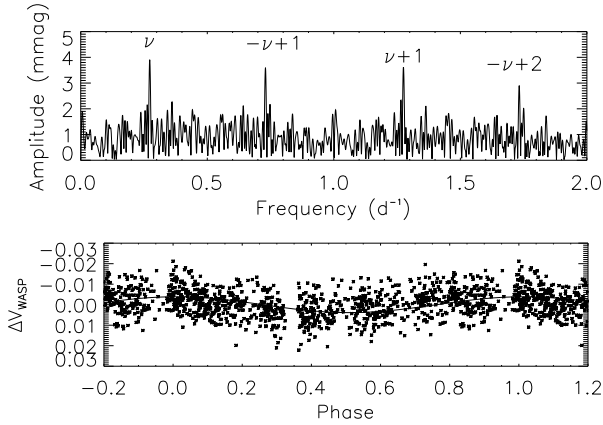 5
4
3
2
1
0
Amplitude (mmag)
ν
-ν+1
ν+1
-ν+2
0.0 0.5 1.0 1.5 2.0
Frequency (d⁻¹)
-0.03
-0.02
-0.01
0.00
0.01
0.02
0.03
ΔV_WASP
-0.2 0.0 0.2 0.4 0.6 0.8 1.0 1.2
Phase